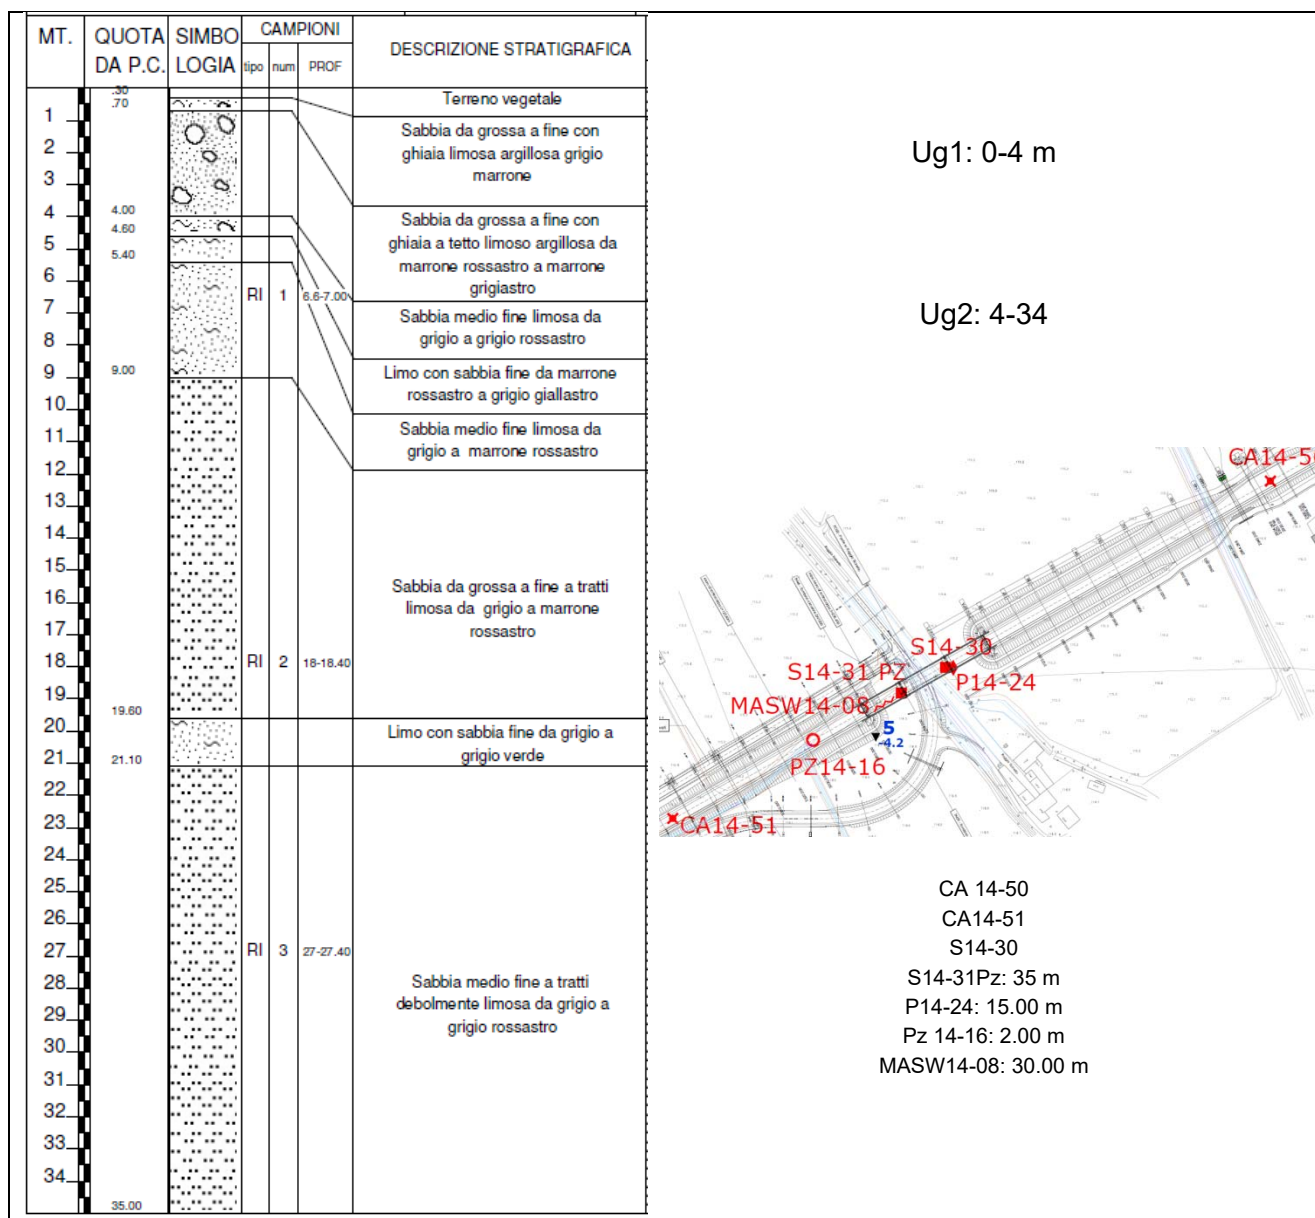 MT.
QUOTA
DA P.C.
SIMBO
LOGIA
CAMPIONI
tipo
num
PROF
DESCRIZIONE STRATIGRAFICA
.30
.70
4.00
4.60
5.40
9.00
19.60
21.10
35.00
1
2
3
4
5
6
7
8
9
10
11
12
13
14
15
16
17
18
19
20
21
22
23
24
25
26
27
28
29
30
31
32
33
34
RI 1 6.6-7.00
RI 2 18-18.40
RI 3 27-27.40
Terreno vegetale
Sabbia da grossa a fine con
ghiaia limosa argillosa grigio
marrone
Sabbia da grossa a fine con
ghiaia a tetto limoso argillosa da
marrone rossastro a marrone
grigiastro
Sabbia medio fine limosa da
grigio a grigio rossastro
Limo con sabbia fine da marrone
rossastro a grigio giallastro
Sabbia medio fine limosa da
grigio a marrone rossastro
Sabbia da grossa a fine a tratti
limosa da grigio a marrone
rossastro
Limo con sabbia fine da grigio a
grigio verde
Sabbia medio fine a tratti
debolmente limosa da grigio a
grigio rossastro
Ug1: 0-4 m
Ug2: 4-34
CA14-50
S14-30
S14-31 PZ
P14-24
MASW14-08
5
-4.2
PZ14-16
CA14-51
CA 14-50
CA14-51
S14-30
S14-31Pz: 35 m
P14-24: 15.00 m
Pz 14-16: 2.00 m
MASW14-08: 30.00 m